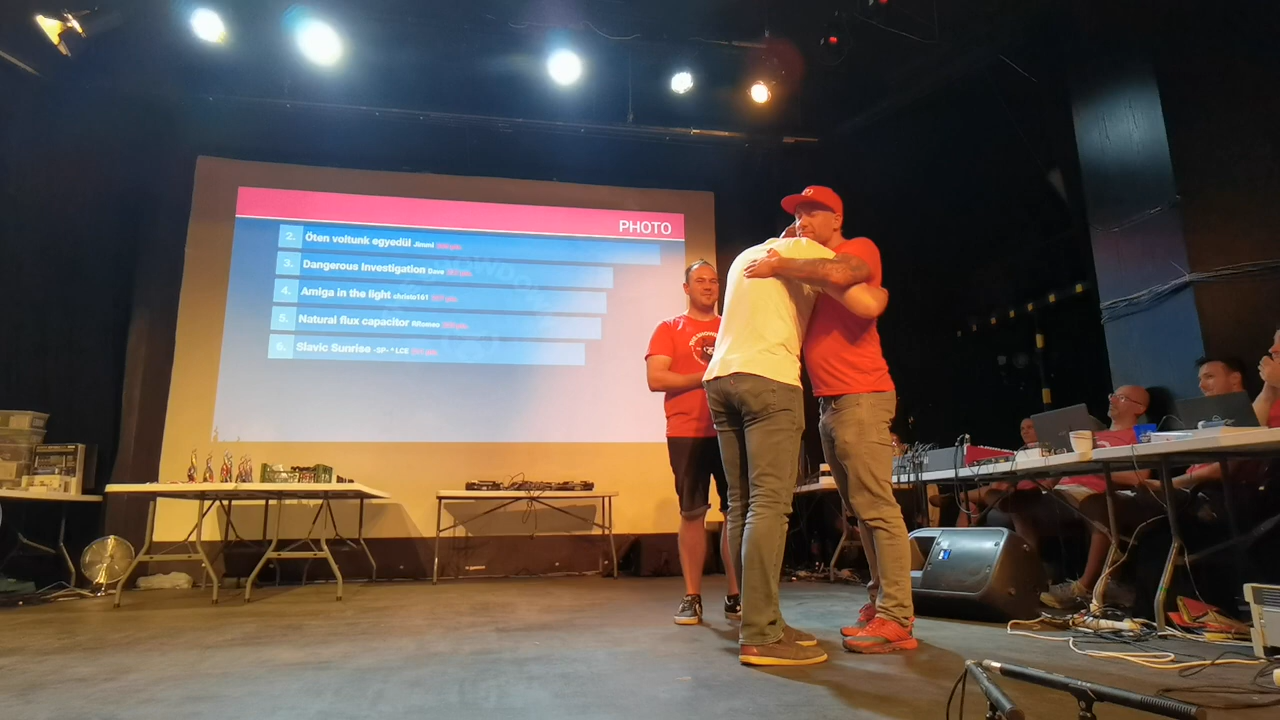 PHOTO
2. Öten voltunk egyedül Jimmi
3. Dangerous Investigation Dave
4. Amiga in the light christo161
5. Natural flux capacitor RRomeo
6. Slavic Sunrise -SP- * LCE